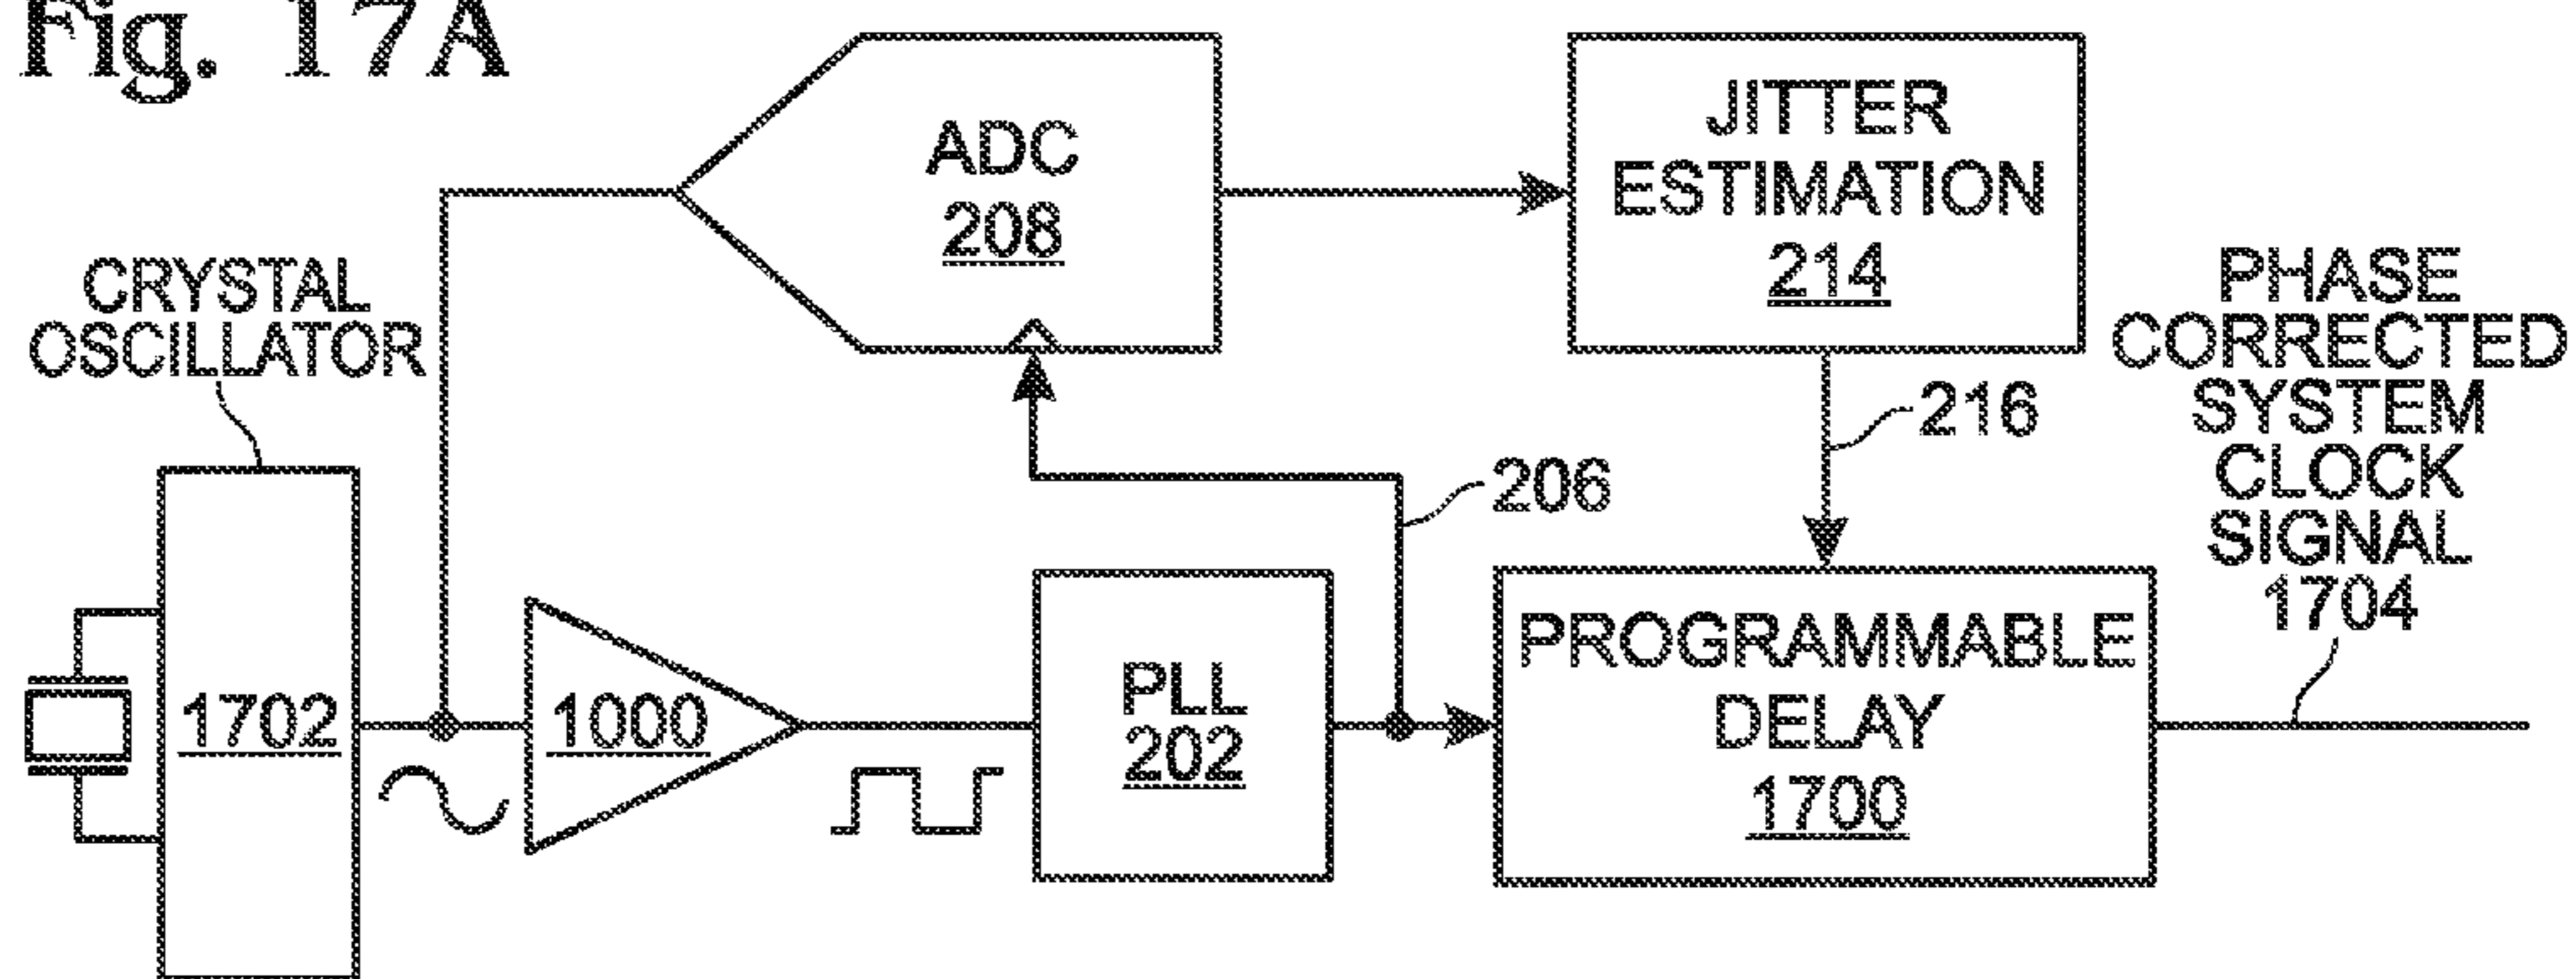 Fig. 17A
ADC
208
JITTER
ESTIMATION
214
CRYSTAL
OSCILLATOR
PHASE
CORRECTED
SYSTEM
CLOCK
SIGNAL
1704
216
206
1702
1000
PLL
202
PROGRAMMABLE
DELAY
1700